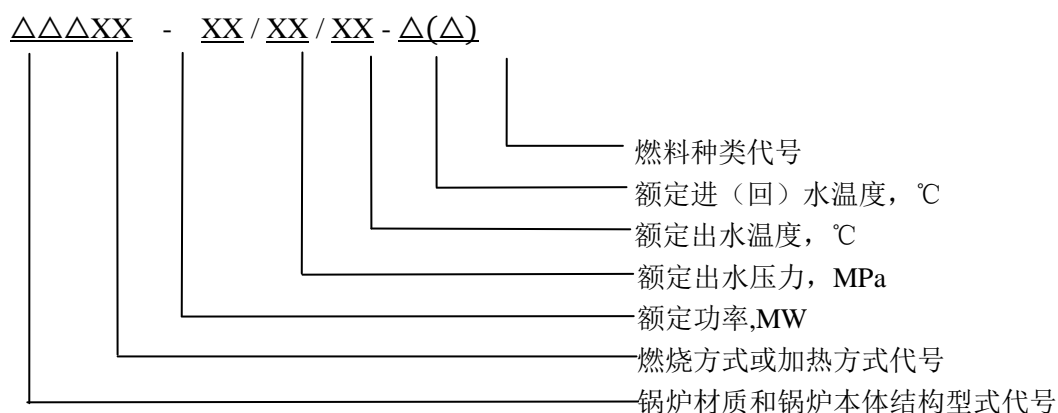 △△△XX - XX / XX / XX - △(△)
燃料种类代号
额定进（回）水温度，℃
额定出水温度，℃
额定出水压力，MPa
额定功率,MW
燃烧方式或加热方式代号
锅炉材质和锅炉本体结构型式代号